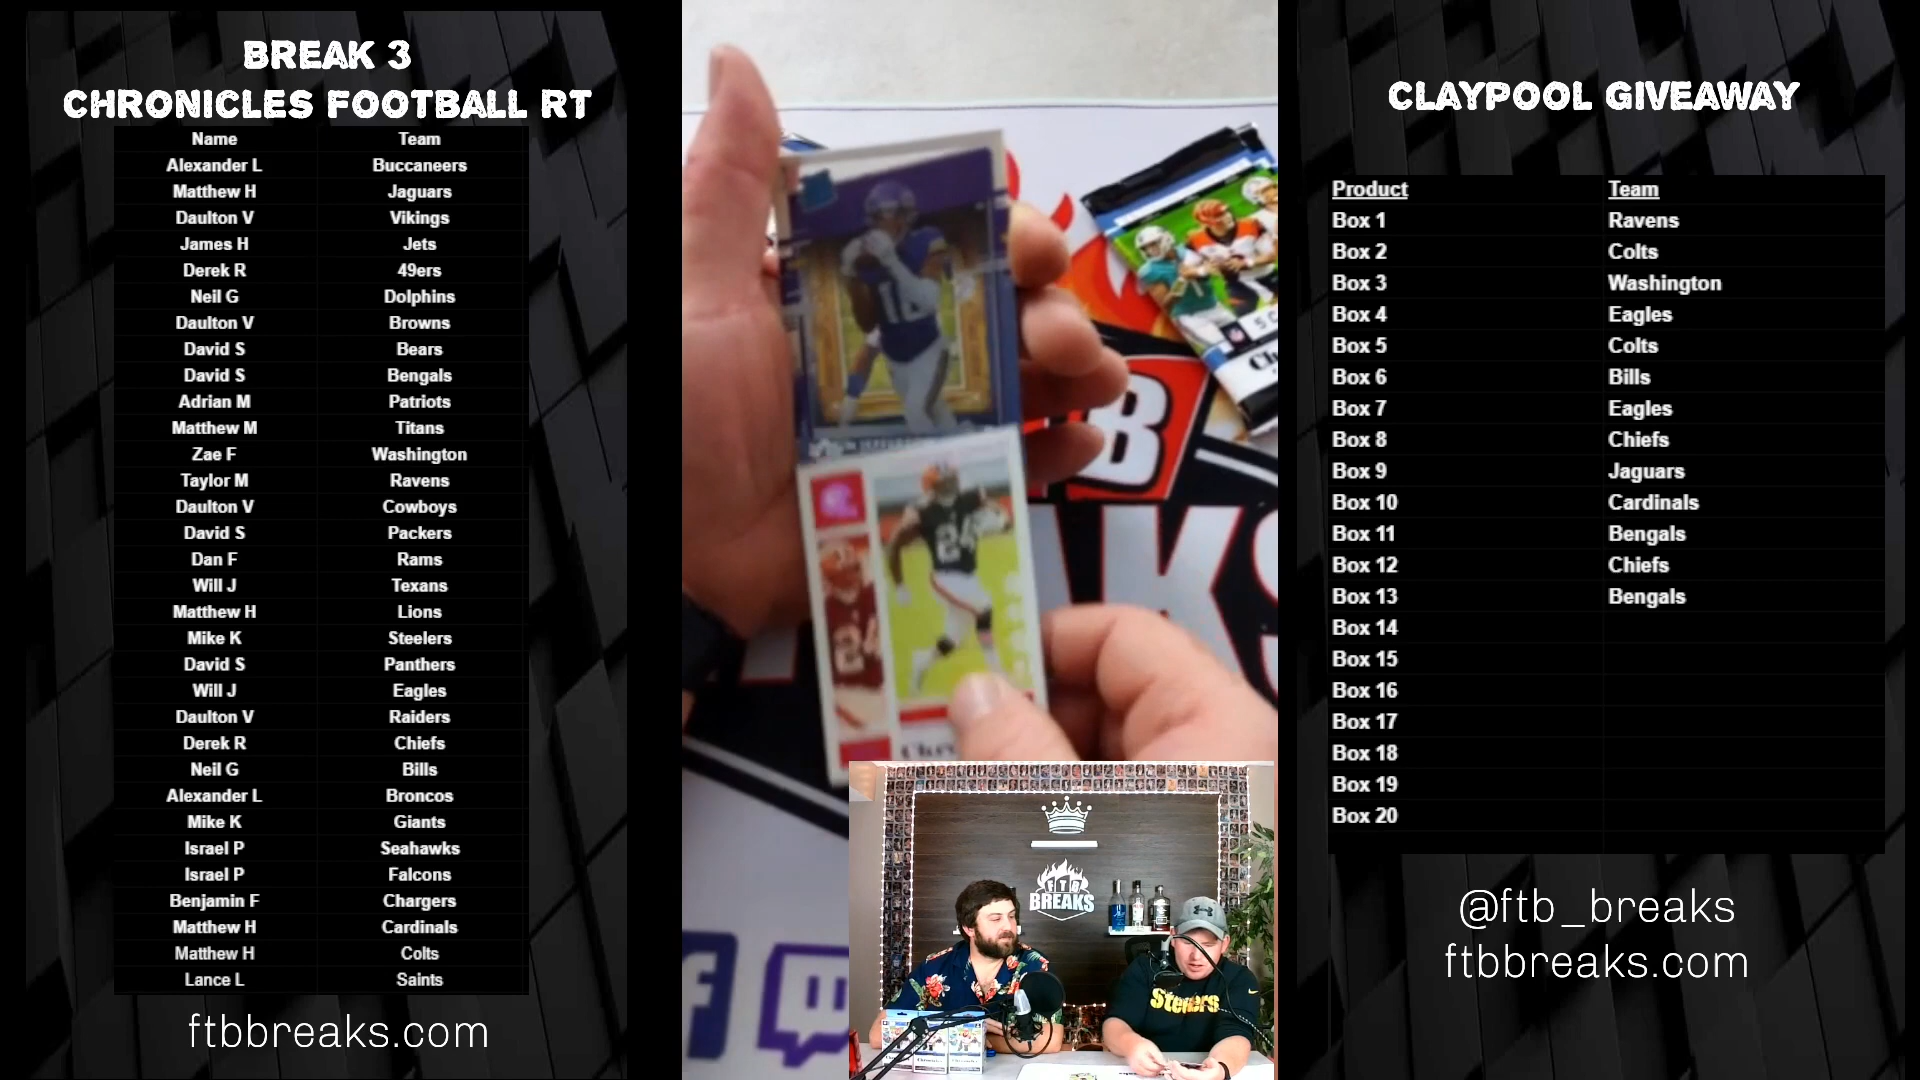 BREAK 3
CHRONICLES FOOTBALL RT
Name Team
Alexander L Buccaneers
Matthew H Jaguars
Daulton V Vikings
James H Jets
Derek R 49ers
Neil G Dolphins
Daulton V Browns
David S Bears
David S Bengals
Adrian M Patriots
Matthew M Titans
Zae F Washington
Taylor M Ravens
Daulton V Cowboys
David S Packers
Dan F Rams
Will J Texans
Matthew H Lions
Mike K Steelers
David S Panthers
Will J Eagles
Daulton V Raiders
Derek R Chiefs
Neil G Bills
Alexander L Broncos
Mike K Giants
Israel P Seahawks
Israel P Falcons
Benjamin F Chargers
Matthew H Cardinals
Matthew H Colts
Lance L Saints
ftbbreaks.com
18
24
24
B
FTB
BREAKS
Steelers
CLAYPOOL GIVEAWAY
Product Team
Box 1 Ravens
Box 2 Colts
Box 3 Washington
Box 4 Eagles
Box 5 Colts
Box 6 Bills
Box 7 Eagles
Box 8 Chiefs
Box 9 Jaguars
Box 10 Cardinals
Box 11 Bengals
Box 12 Chiefs
Box 13 Bengals
Box 14
Box 15
Box 16
Box 17
Box 18
Box 19
Box 20
@ftb_breaks
ftbbreaks.com